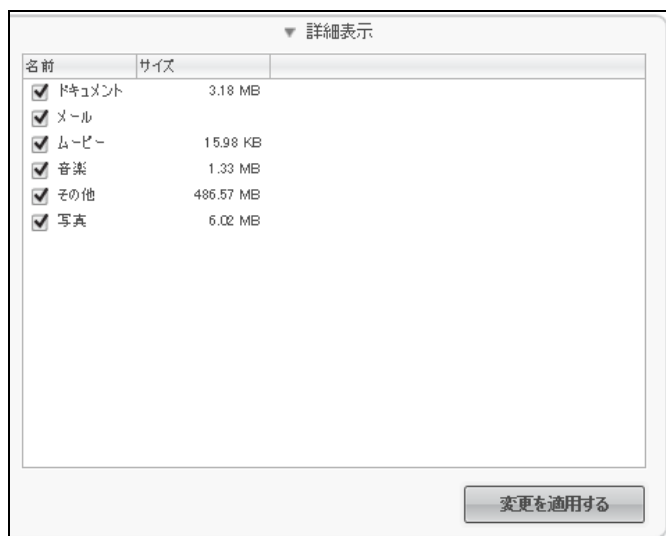 ▼ 詳細表示
名前 サイズ
ドキュメント 3.18 MB
メール
ムービー 15.98 KB
音楽 1.33 MB
その他 486.57 MB
写真 6.02 MB
変更を適用する